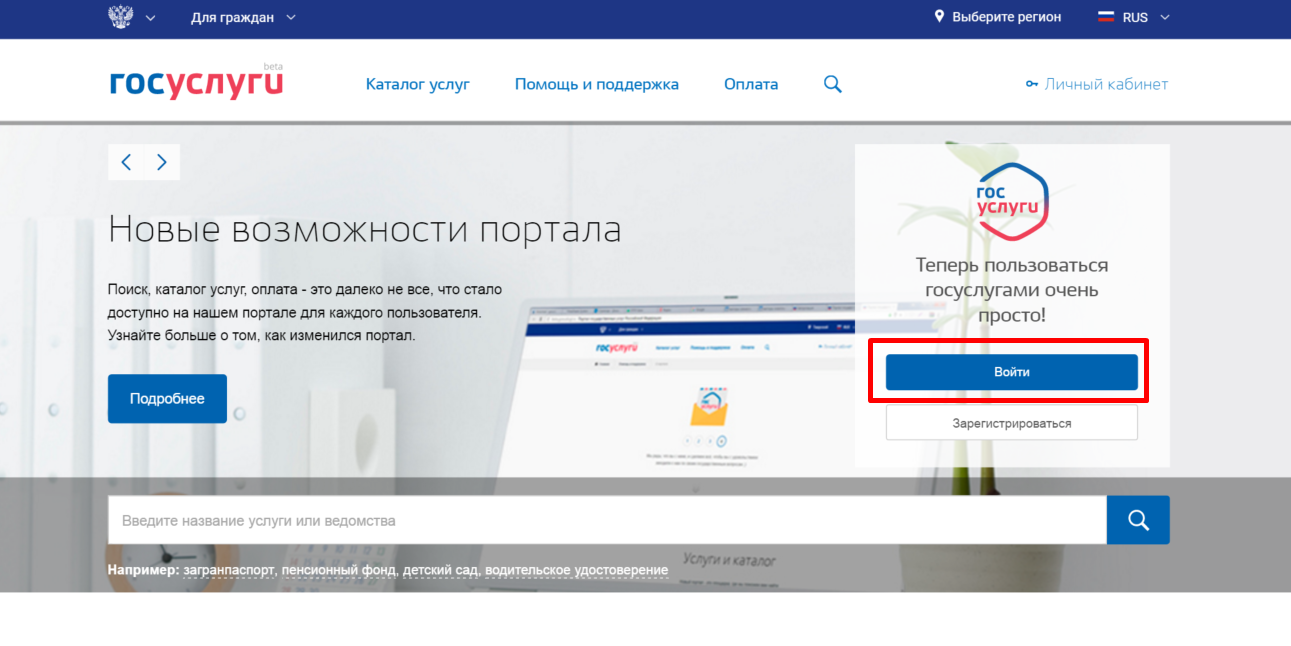 Для граждан
Выберите регион
RUS
beta
госуслуги
Каталог услуг
Помощь и поддержка
Оплата
Личный кабинет
Новые возможности портала
Поиск, каталог услуг, оплата - это далеко не все, что стало
доступно на нашем портале для каждого пользователя.
Узнайте больше о том, как изменился портал.
Подробнее
гос
услуги
Теперь пользоваться
госуслугами очень
просто!
Войти
Зарегистрироваться
госуслуги
Введите название услуги или ведомства
Услуги и каталог
Например: загранпаспорт, пенсионный фонд, детский сад, водительское удостоверение